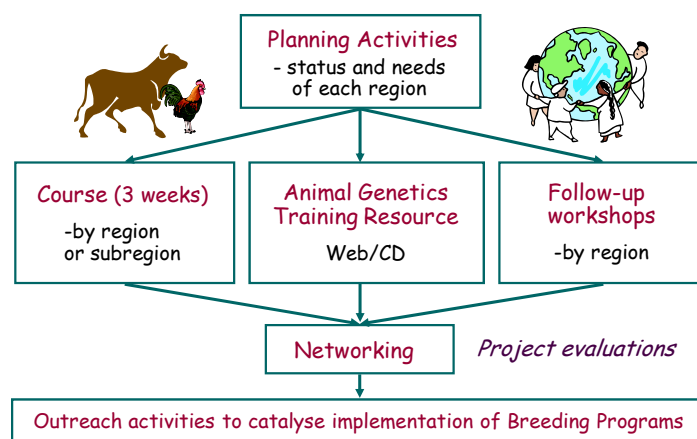 Planning Activities
- status and needs
of each region
Course (3 weeks)
-by region
or subregion
Animal Genetics
Training Resource
Web/CD
Follow-up
workshops
-by region
Networking
Project evaluations
Outreach activities to catalyse implementation of Breeding Programs